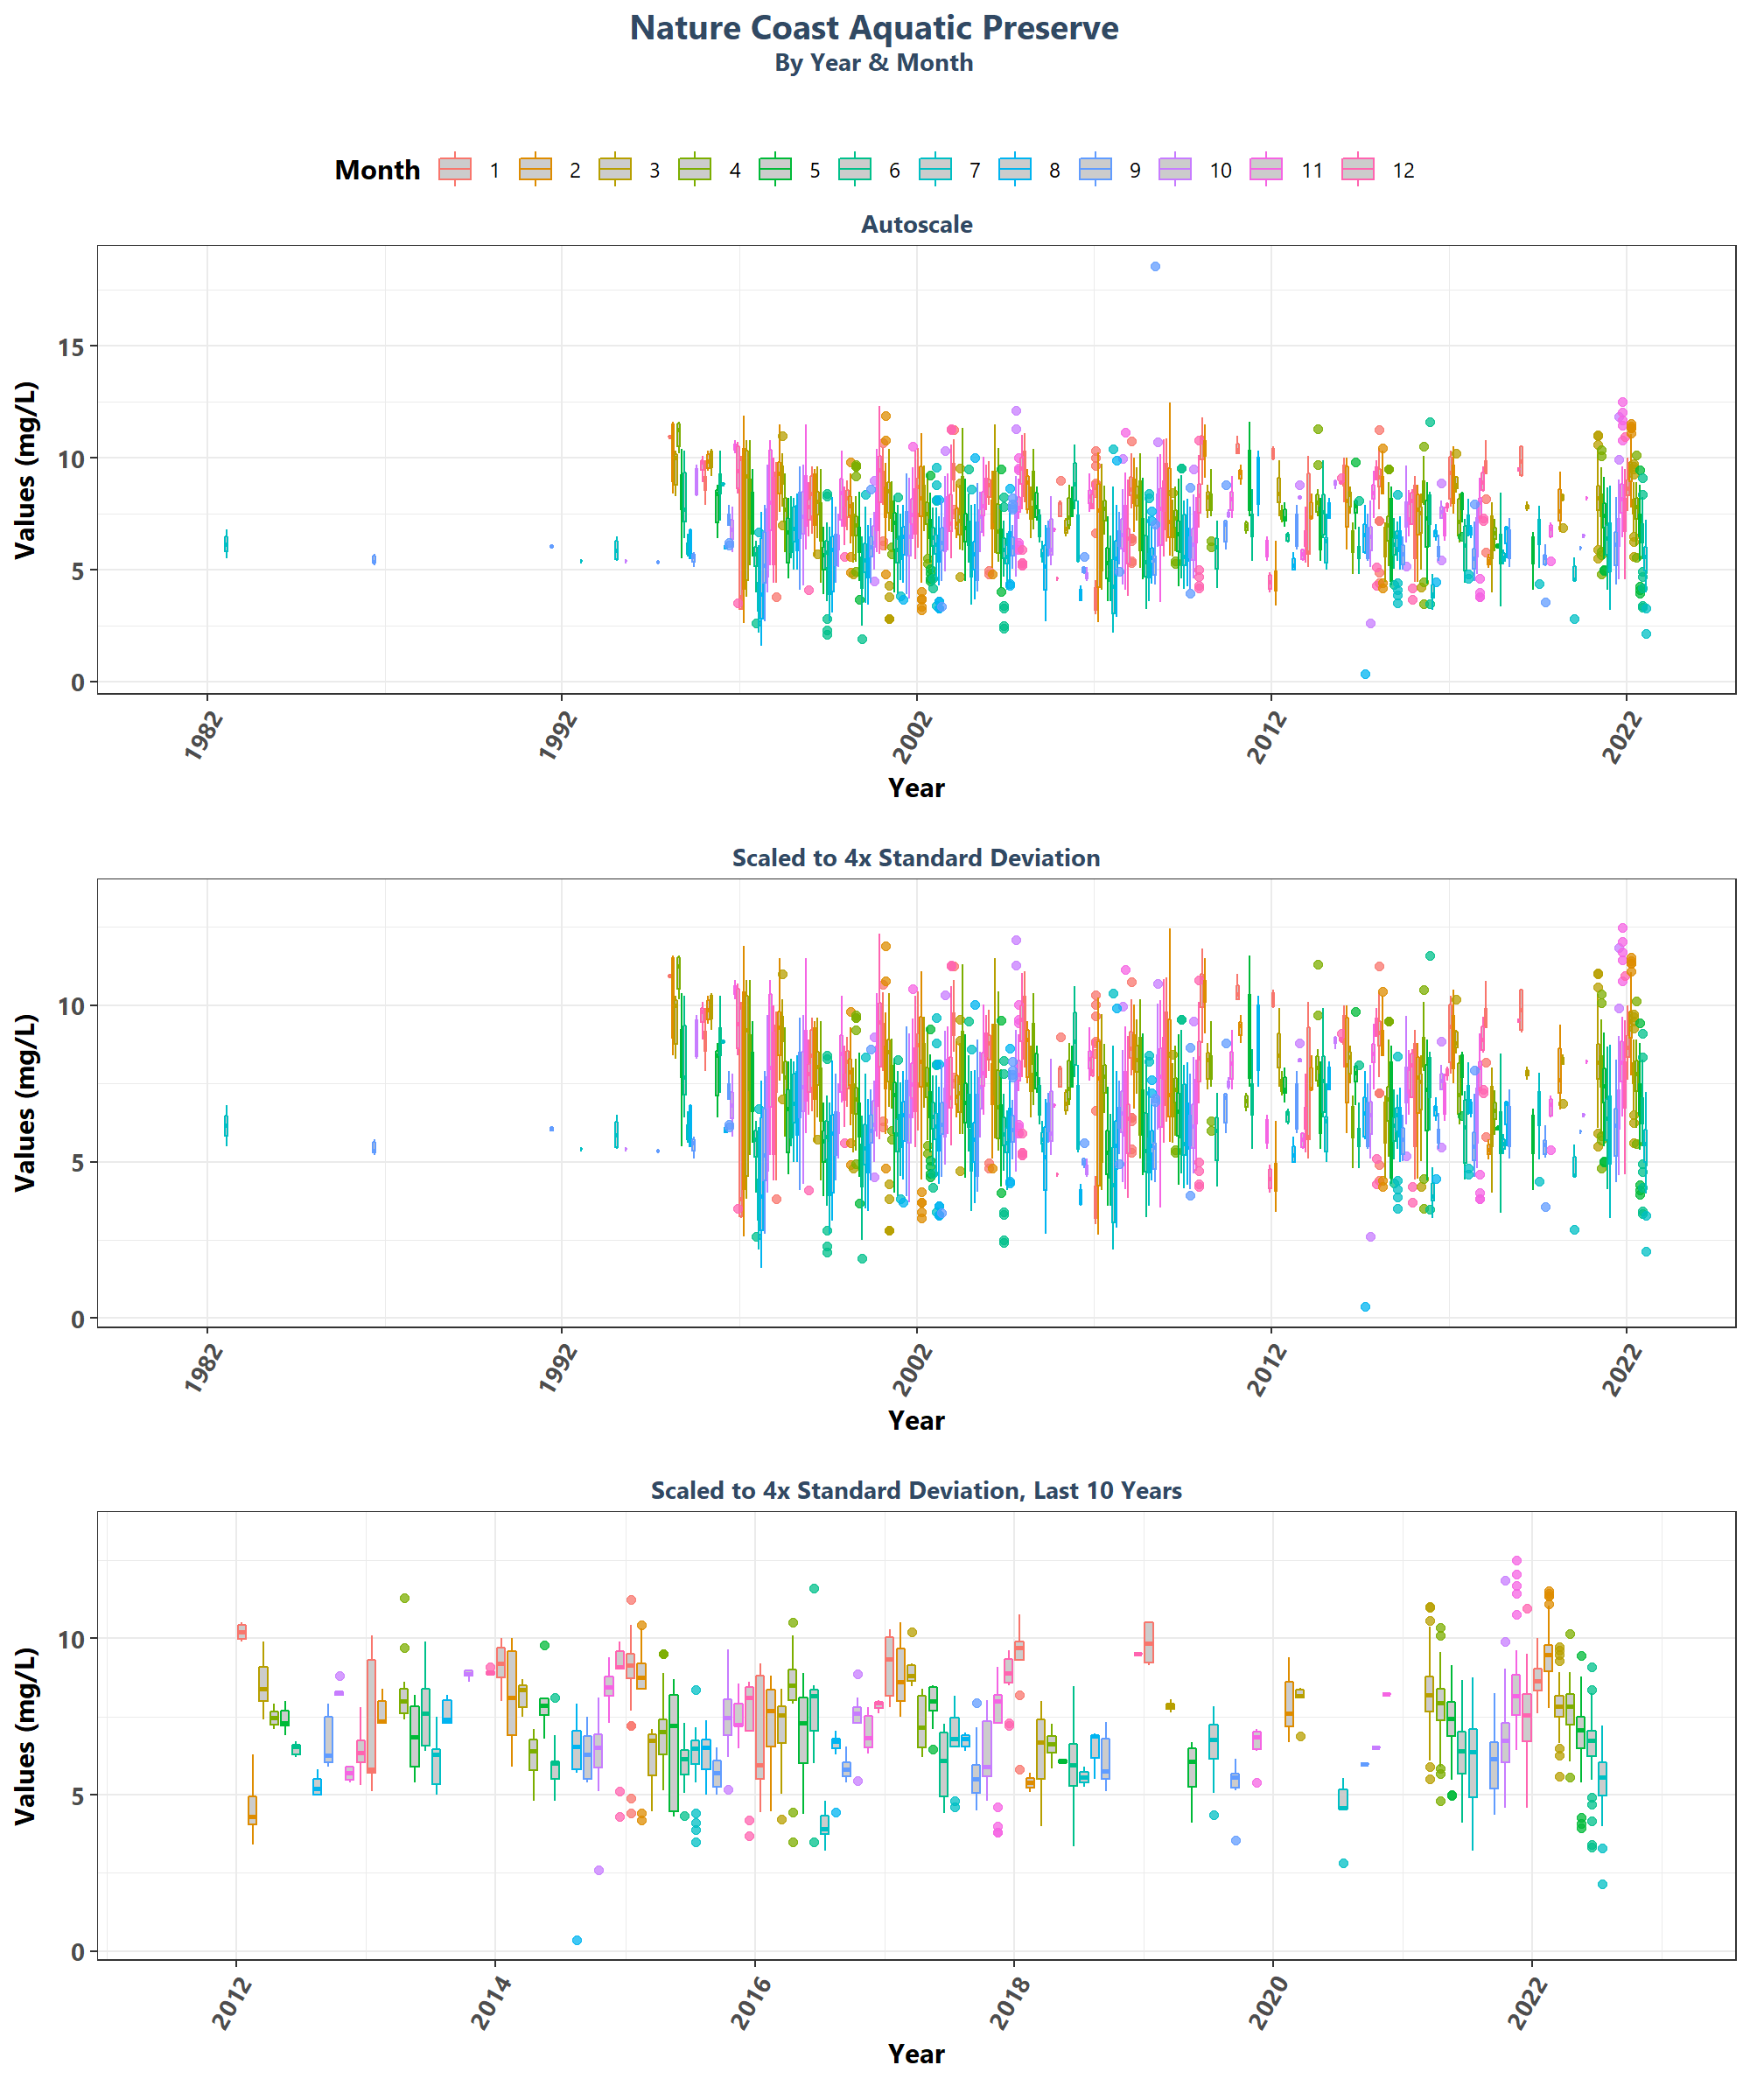 Nature Coast Aquatic Preserve
By Year & Month
Month 1 2 3 4 5 6 7 8 9 10 11 12
Autoscale
Values (mg/L)
15
10
5
0
1982 1992 2002 2012 2022
Year
Scaled to 4x Standard Deviation
Values (mg/L)
10
5
0
1982 1992 2002 2012 2022
Year
Scaled to 4x Standard Deviation, Last 10 Years
Values (mg/L)
10
5
0
2012 2014 2016 2018 2020 2022
Year